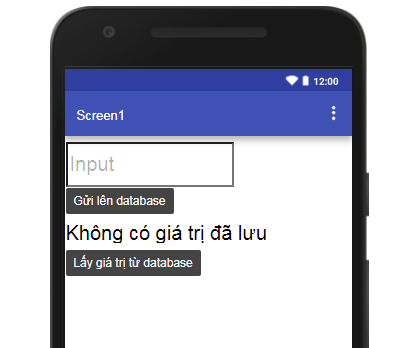 12:00
Screen1
Input
Gửi lên database
Không có giá trị đã lưu
Lấy giá trị từ database